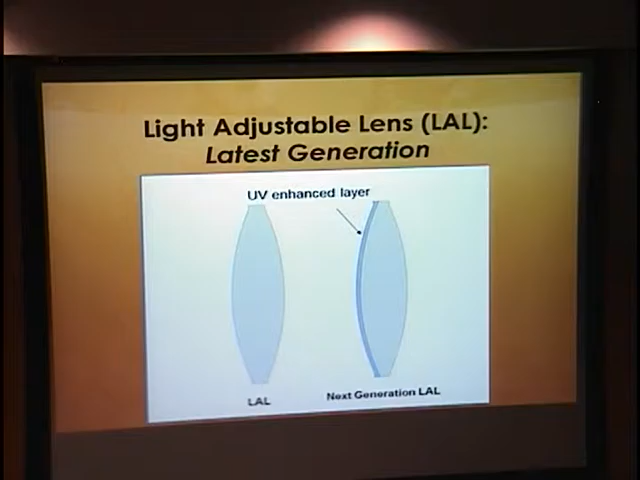 Light Adjustable Lens (LAL):
Latest Generation
UV enhanced layer
LAL
Next Generation LAL